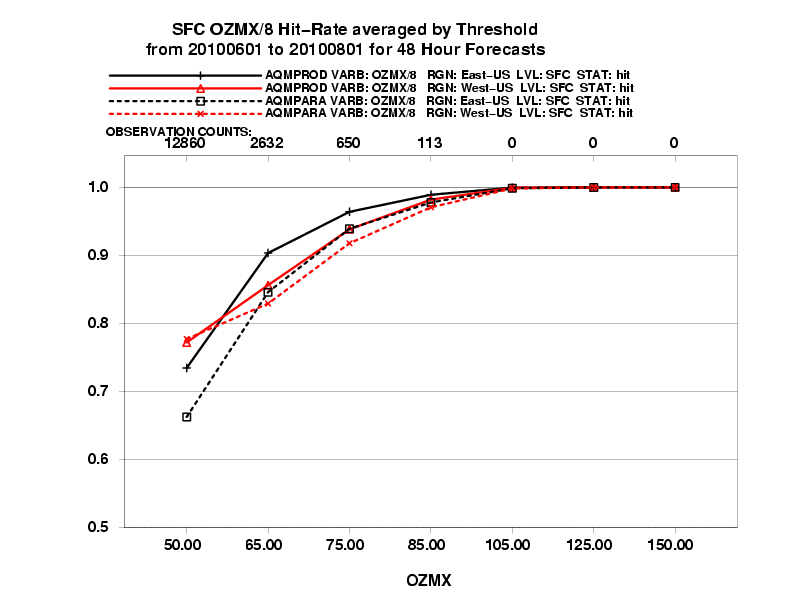 SFC OZMX/8 Hit-Rate averaged by Threshold
from 20100601 to 20100801 for 48 Hour Forecasts
AQMPROD VARB: OZMX/8 RGN: East-US LVL: SFC STAT: hit
AQMPROD VARB: OZMX/8 RGN: West-US LVL: SFC STAT: hit
AQMPARA VARB: OZMX/8 RGN: East-US LVL: SFC STAT: hit
AQMPARA VARB: OZMX/8 RGN: West-US LVL: SFC STAT: hit
OBSERVATION COUNTS:
12860 2632 650 113 0 0 0
1.0
0.9
0.8
0.7
0.6
0.5
50.00 65.00 75.00 85.00 105.00 125.00 150.00
OZMX